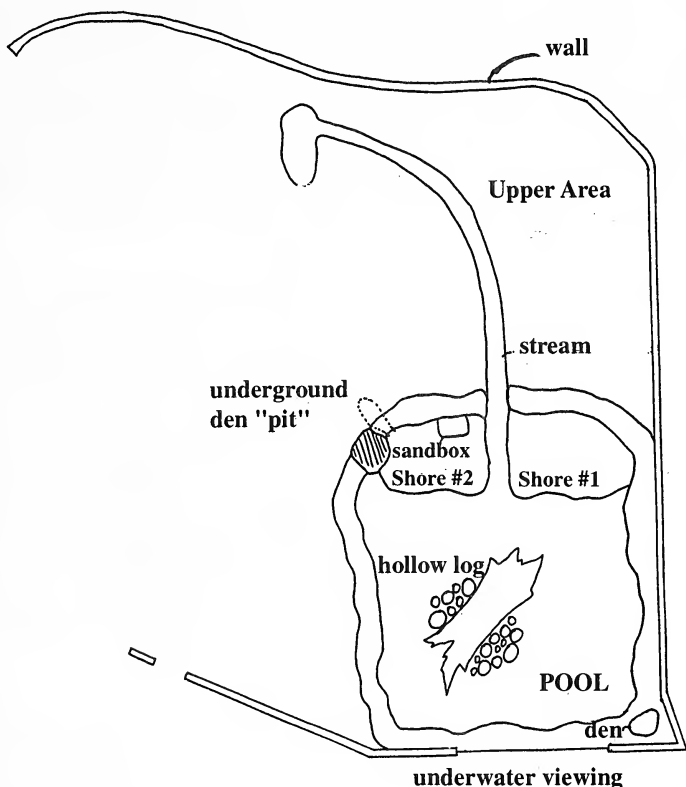 wall
Upper Area
stream
underground
den "pit"
sandbox
Shore #2
Shore #1
hollow log
POOL
den
underwater viewing